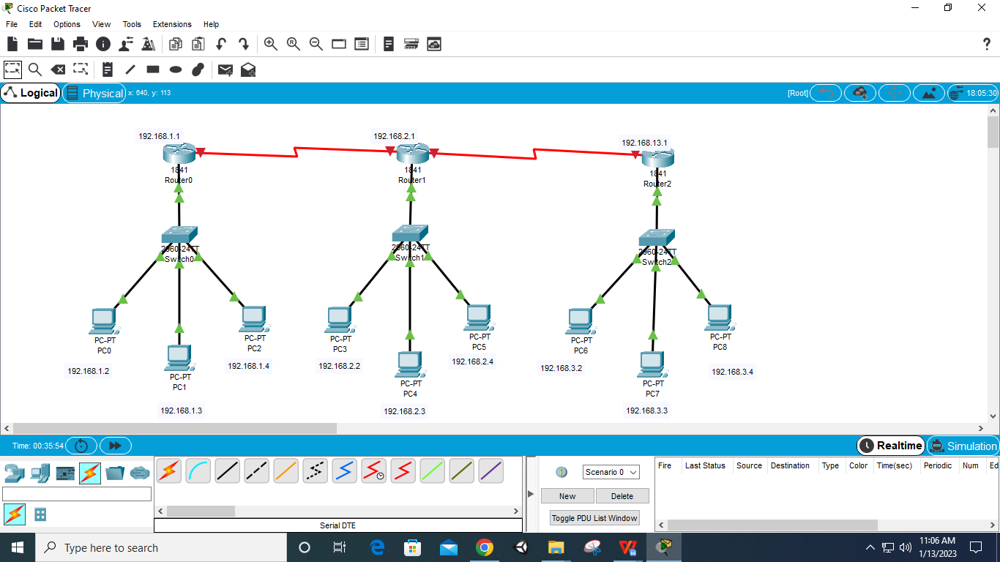 Cisco Packet Tracer
File Edit Options View Tools Extensions Help
Logical Physical x: 640, y: 113 [Root] 18:05:30
192.168.1.1 192.168.2.1 192.168.13.1
1841 1841 1841
Router0 Router1 Router2
2960-24TT 2960-24TT 2960-24TT
Switch0 Switch1 Switch2
PC-PT PC-PT PC-PT PC-PT PC-PT PC-PT
PC0 PC2 PC3 PC5 PC6 PC8
192.168.1.2 192.168.1.4 192.168.2.2 192.168.2.4 192.168.3.2 192.168.3.4
PC-PT PC-PT PC-PT
PC1 PC4 PC7
192.168.1.3 192.168.2.3 192.168.3.3
Time: 00:35:54 Realtime Simulation
Scenario 0
Fire Last Status Source Destination Type Color Time(sec) Periodic Num Ed
New Delete
Toggle PDU List Window
Serial DTE
Type here to search
11:06 AM
1/13/2023